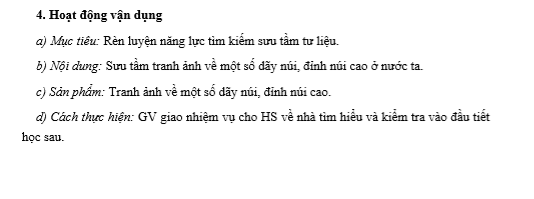 4. Hoạt động vận dụng
a) Mục tiêu: Rèn luyện năng lực tìm kiếm sưu tầm tư liệu.
b) Nội dung: Sưu tầm tranh ảnh về một số dãy núi, đỉnh núi cao ở nước ta.
c) Sản phẩm: Tranh ảnh về một số dãy núi, đỉnh núi cao.
d) Cách thực hiện: GV giao nhiệm vụ cho HS về nhà tìm hiểu và kiểm tra vào đầu tiết
học sau.